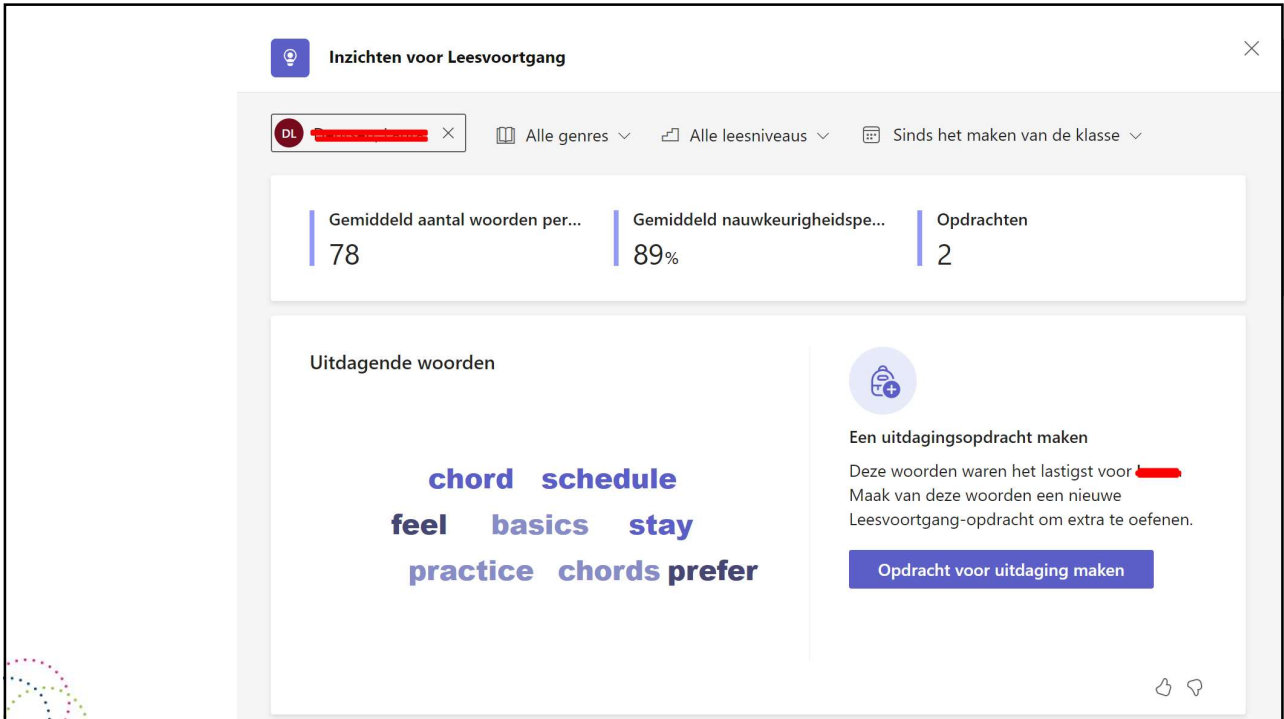 Inzichten voor Leesvoortgang
DL
Alle genres
Alle leesniveaus
Sinds het maken van de klasse
Gemiddeld aantal woorden per...
Gemiddeld nauwkeurigheidspe...
Opdrachten
78
89%
2
Uitdagende woorden
chord schedule
feel basics stay
practice chords prefer
Een uitdagingsopdracht maken
Deze woorden waren het lastigst voor
Maak van deze woorden een nieuwe
Leesvoortgang-opdracht om extra te oefenen.
Opdracht voor uitdaging maken